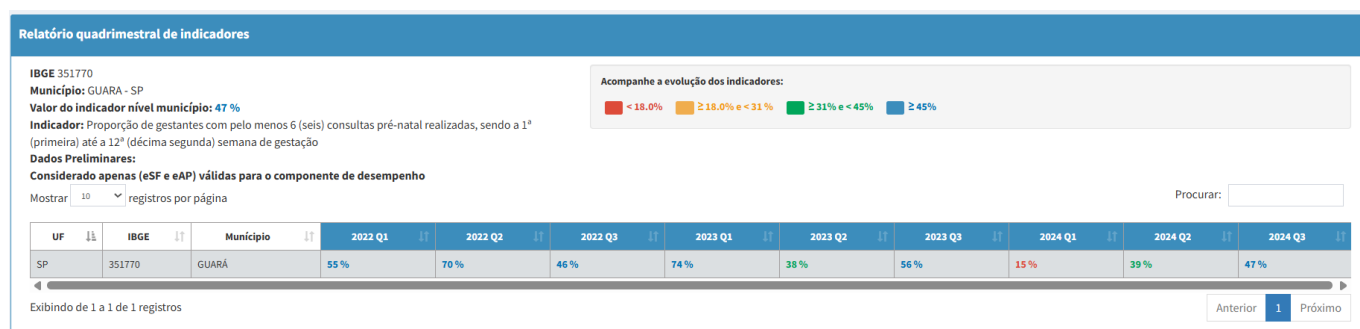 Relatório quadrimestral de indicadores
IBGE 351770
Município: GUARA - SP
Valor do indicador nível município: 47 %
Indicador: Proporção de gestantes com pelo menos 6 (seis) consultas pré-natal realizadas, sendo a 1ª
(primeira) até a 12ª (décima segunda) semana de gestação
Dados Preliminares:
Considerado apenas (eSF e eAP) válidas para o componente de desempenho
Acompanhe a evolução dos indicadores:
< 18.0% ≥ 18.0% e < 31 % ≥ 31% e < 45% ≥ 45%
Mostrar 10 registros por página
Procurar:
UF IBGE Munícipio 2022 Q1 2022 Q2 2022 Q3 2023 Q1 2023 Q2 2023 Q3 2024 Q1 2024 Q2 2024 Q3
SP 351770 GUARÁ 55 % 70 % 46 % 74 % 38 % 56 % 15 % 39 % 47 %
Exibindo de 1 a 1 de 1 registros
Anterior 1 Próximo